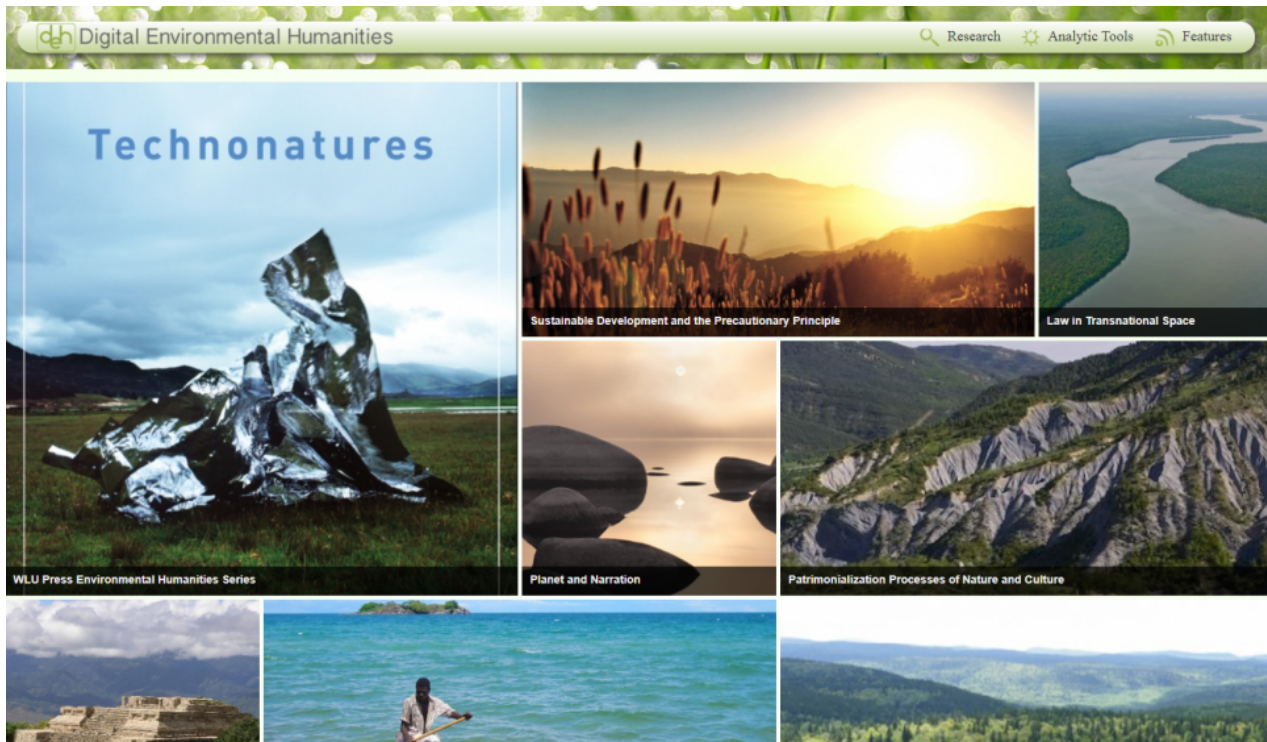 deh Digital Environmental Humanities
Research Analytic Tools Features
Technonatures
Sustainable Development and the Precautionary Principle
Law in Transnational Space
WLU Press Environmental Humanities Series
Planet and Narration
Patrimonialization Processes of Nature and Culture